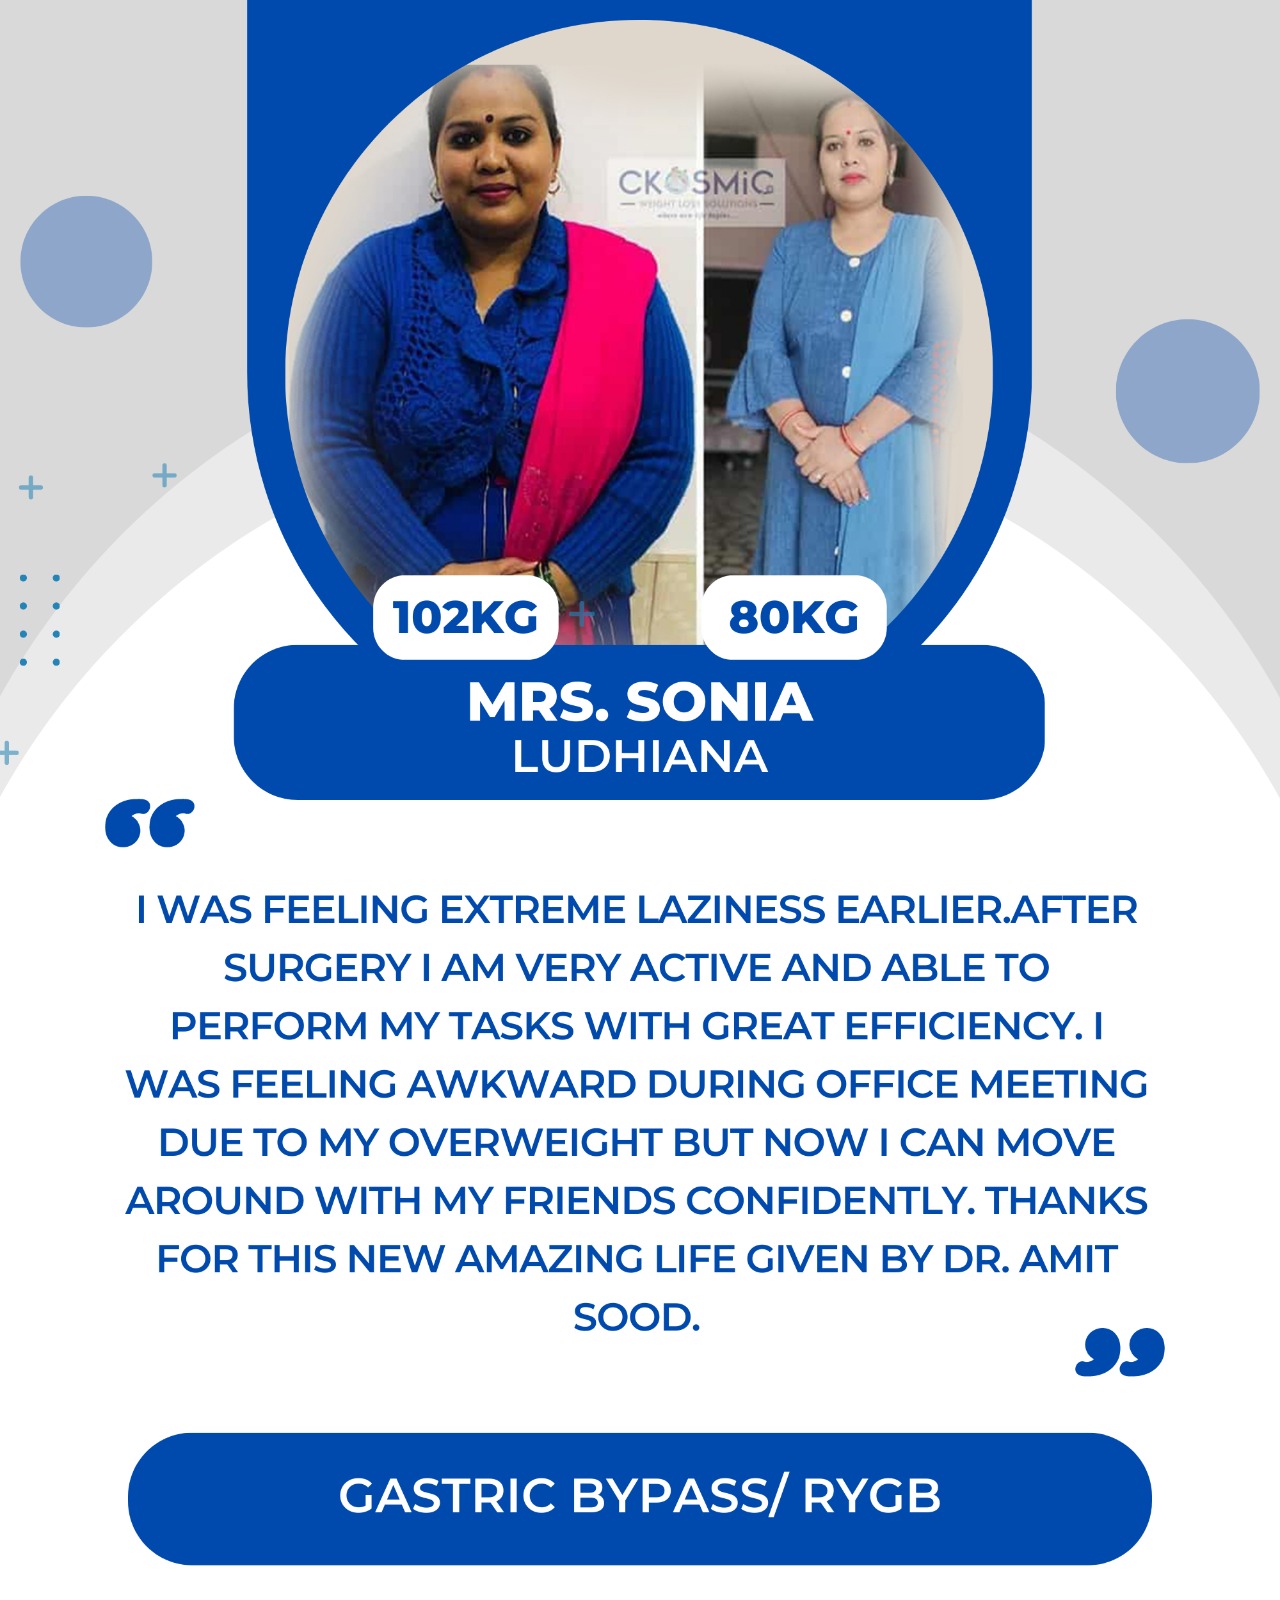 CKOSMiC
WEIGHT LOSS SOLUTIONS
102KG
80KG
MRS. SONIA
LUDHIANA
I WAS FEELING EXTREME LAZINESS EARLIER.AFTER
SURGERY I AM VERY ACTIVE AND ABLE TO
PERFORM MY TASKS WITH GREAT EFFICIENCY. I
WAS FEELING AWKWARD DURING OFFICE MEETING
DUE TO MY OVERWEIGHT BUT NOW I CAN MOVE
AROUND WITH MY FRIENDS CONFIDENTLY. THANKS
FOR THIS NEW AMAZING LIFE GIVEN BY DR. AMIT
SOOD.
GASTRIC BYPASS/ RYGB